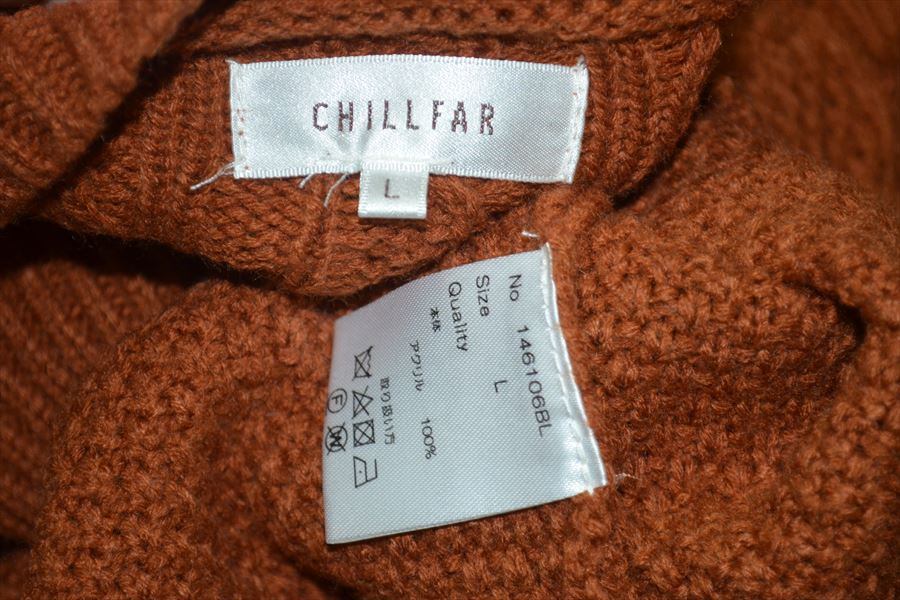 CHILLFAR
L
No 146106BL
Size L
Quality
本体 アクリル 100%
取り扱い方
F
W